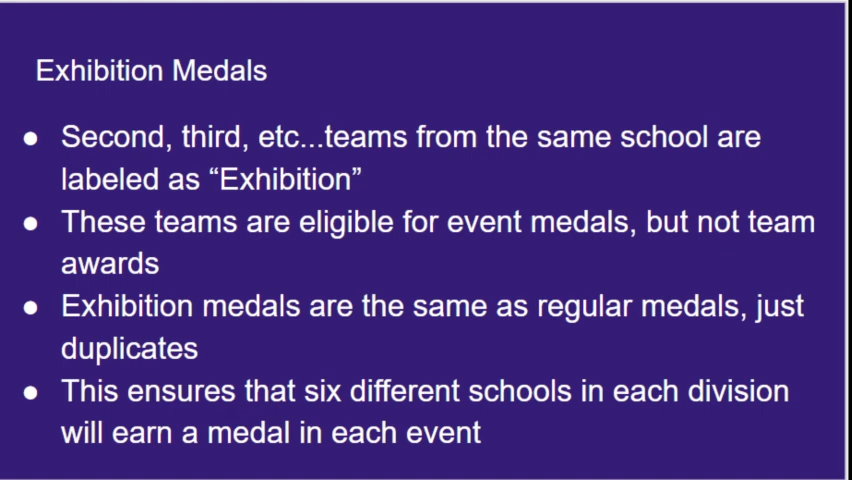 Exhibition Medals
● Second, third, etc...teams from the same school are
labeled as “Exhibition”
● These teams are eligible for event medals, but not team
awards
● Exhibition medals are the same as regular medals, just
duplicates
● This ensures that six different schools in each division
will earn a medal in each event